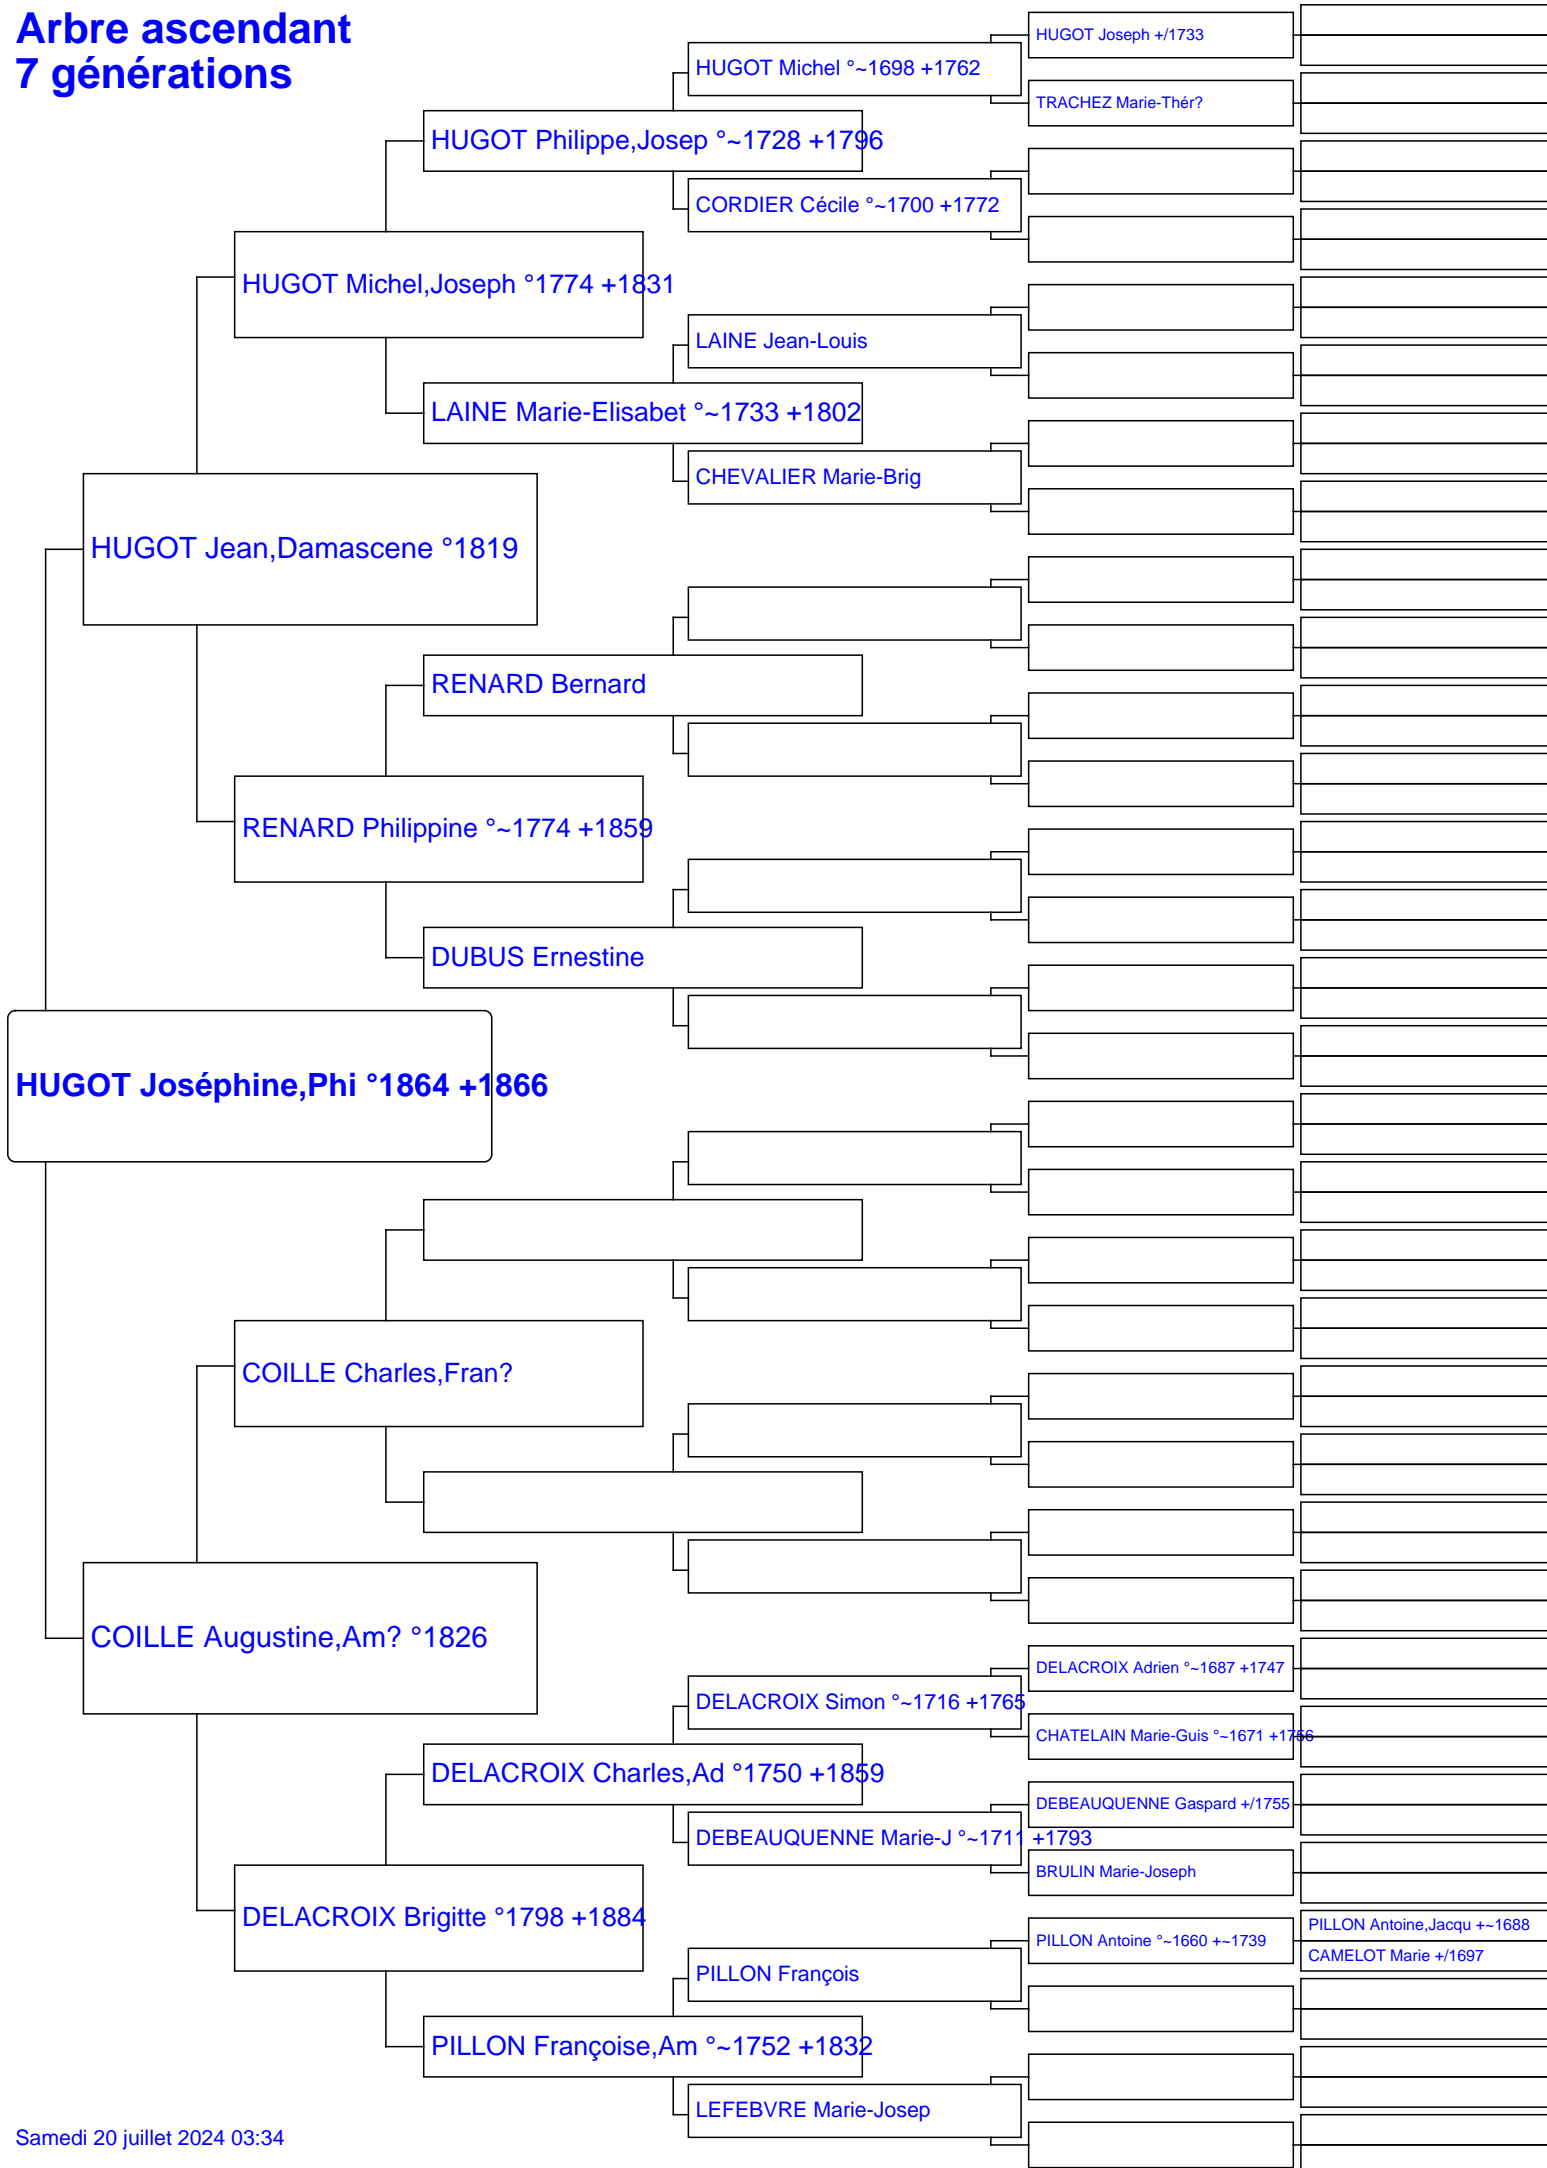 Arbre ascendant
7 générations
HUGOT Joseph +/1733
HUGOT Michel °~1698 +1762
TRACHEZ Marie-Thér?
HUGOT Philippe,Josep °~1728 +1796
CORDIER Cécile °~1700 +1772
HUGOT Michel,Joseph °1774 +1831
LAINE Jean-Louis
LAINE Marie-Elisabet °~1733 +1802
CHEVALIER Marie-Brig
HUGOT Jean,Damascene °1819
RENARD Bernard
RENARD Philippine °~1774 +1859
DUBUS Ernestine
HUGOT Joséphine,Phi °1864 +1866
COILLE Charles,Fran?
COILLE Augustine,Am? °1826
DELACROIX Adrien °~1687 +1747
DELACROIX Simon °~1716 +1765
CHATELAIN Marie-Guis °~1671 +1756
DELACROIX Charles,Ad °1750 +1859
DEBEAUQUENNE Gaspard +/1755
DEBEAUQUENNE Marie-J °~1711 +1793
BRULIN Marie-Joseph
DELACROIX Brigitte °1798 +1884
PILLON Antoine,Jacqu +~1688
PILLON Antoine °~1660 +~1739
CAMELOT Marie +/1697
PILLON François
PILLON Françoise,Am °~1752 +1832
LEFEBVRE Marie-Josep
Samedi 20 juillet 2024 03:34